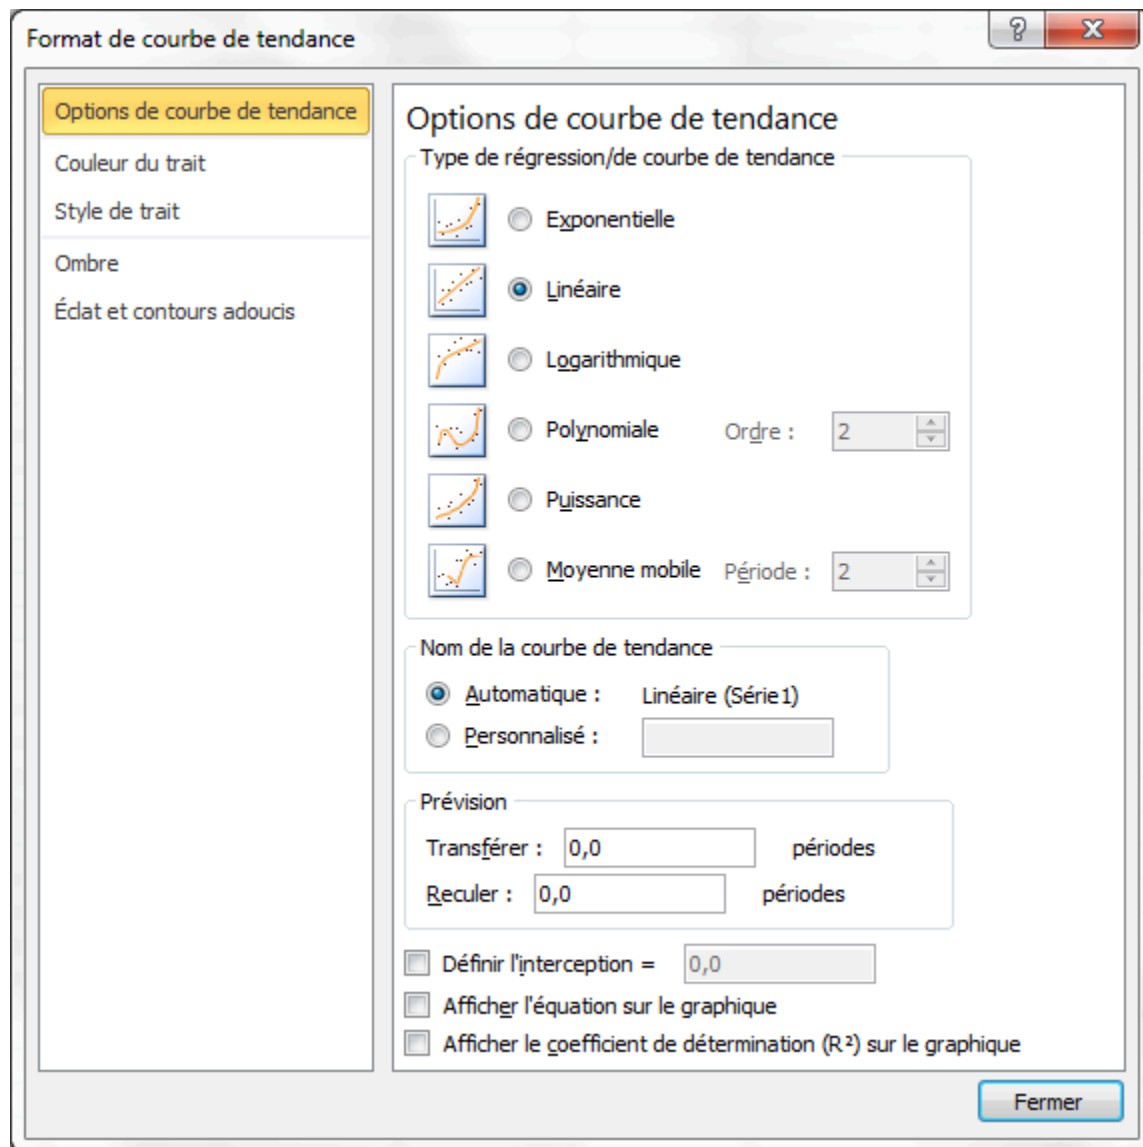 Format de courbe de tendance
Options de courbe de tendance
Couleur du trait
Style de trait
Ombre
Éclat et contours adoucis
Options de courbe de tendance
Type de régression/de courbe de tendance
Exponentielle
Linéaire
Logarithmique
Polynomiale Ordre : 2
Puissance
Moyenne mobile Période : 2
Nom de la courbe de tendance
Automatique : Linéaire (Série1)
Personnalisé :
Prévision
Transférer : 0,0 périodes
Reculer : 0,0 périodes
Définir l'interception = 0,0
Afficher l'équation sur le graphique
Afficher le coefficient de détermination (R²) sur le graphique
Fermer